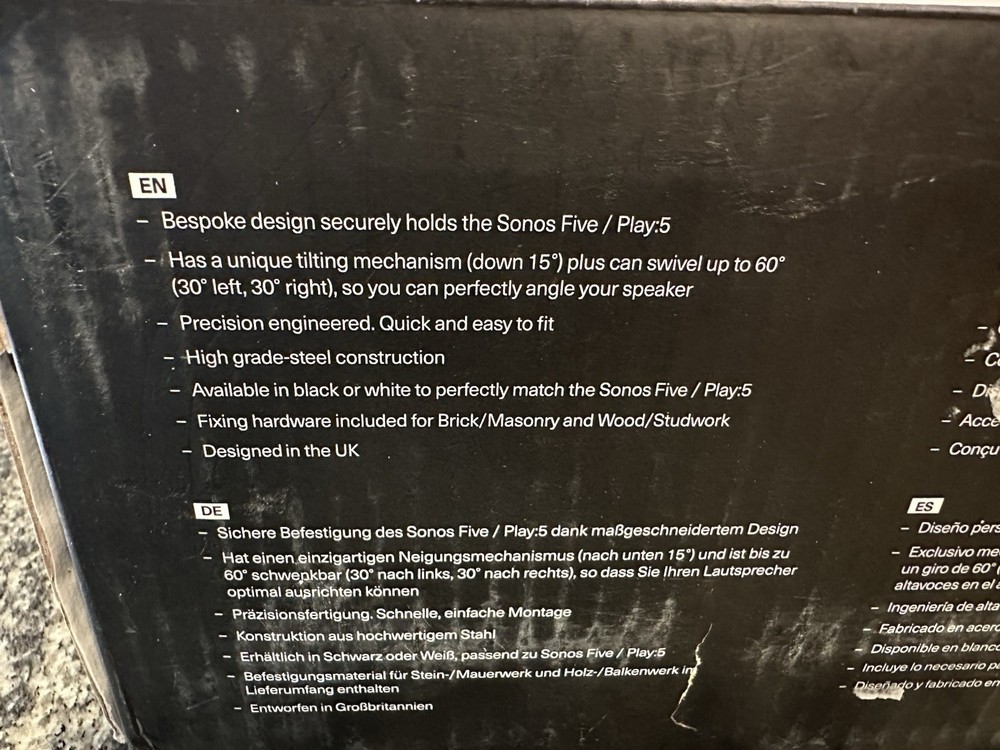 EN
– Bespoke design securely holds the Sonos Five / Play:5
– Has a unique tilting mechanism (down 15°) plus can swivel up to 60°
(30° left, 30° right), so you can perfectly angle your speaker
– Precision engineered. Quick and easy to fit
– High grade-steel construction
– Available in black or white to perfectly match the Sonos Five / Play:5
– Fixing hardware included for Brick/Masonry and Wood/Studwork
– Designed in the UK
DE
– Sichere Befestigung des Sonos Five / Play:5 dank maßgeschneidertem Design
– Hat einen einzigartigen Neigungsmechanismus (nach unten 15°) und ist bis zu
60° schwenkbar (30° nach links, 30° nach rechts), so dass Sie Ihren Lautsprecher
optimal ausrichten können
– Präzisionsfertigung. Schnelle, einfache Montage
– Konstruktion aus hochwertigem Stahl
– Erhältlich in Schwarz oder Weiß, passend zu Sonos Five / Play:5
– Befestigungsmaterial für Stein-/Mauerwerk und Holz-/Balkenwerk im
Lieferumfang enthalten
– Entworfen in Großbritannien
– Conçu
ES
– Diseño
– Exclusivo
un giro de 60°
altavoces en el
– Ingeniería de alta
– Fabricado en
– Disponible en
– Incluye lo necesario
– Diseñado y fabricado en